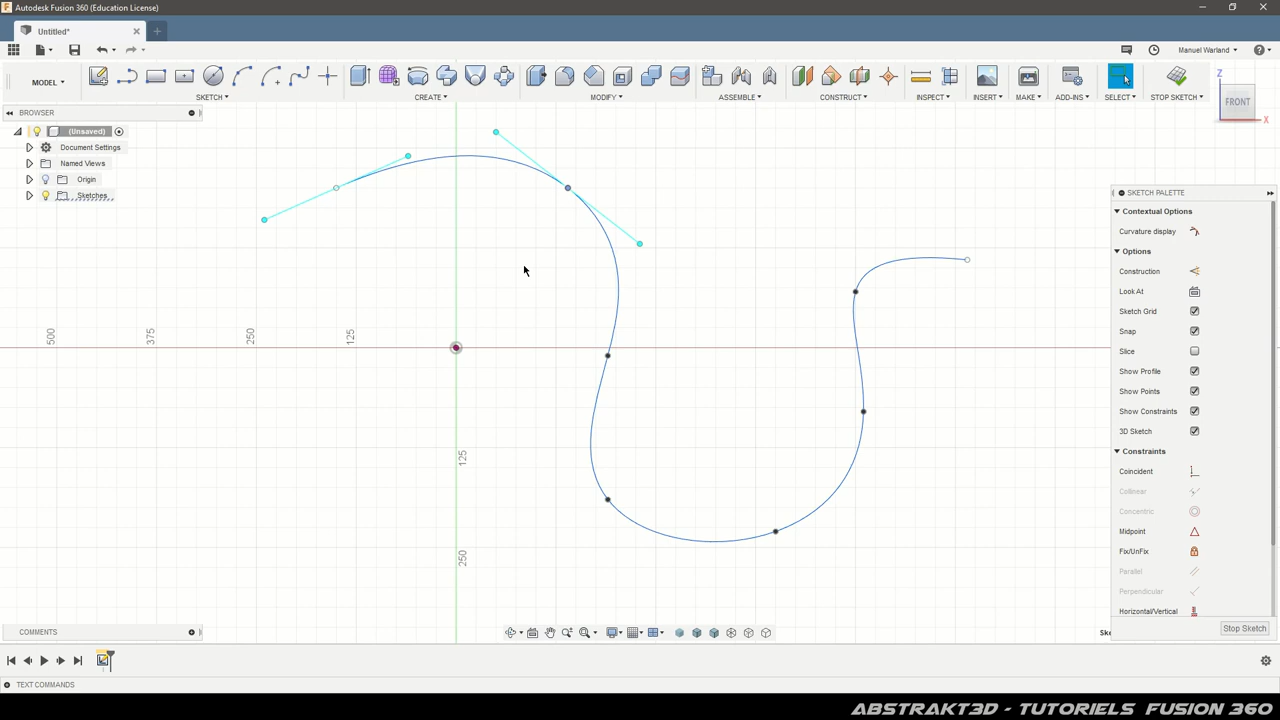 Autodesk Fusion 360 (Education License)
Untitled*
Manuel Warland
MODEL
SKETCH
CREATE
MODIFY
ASSEMBLE
CONSTRUCT
INSPECT
INSERT
MAKE
ADD-INS
SELECT
STOP SKETCH
Z
FRONT
X
BROWSER
(Unsaved)
Document Settings
Named Views
Origin
Sketches
SKETCH PALETTE
Contextual Options
Curvature display
Options
Construction
Look At
Sketch Grid
Snap
Slice
Show Profile
Show Points
Show Constraints
3D Sketch
Constraints
Coincident
Collinear
Concentric
Midpoint
Fix/UnFix
Parallel
Perpendicular
Horizontal/Vertical
Stop Sketch
500
375
250
125
125
250
COMMENTS
TEXT COMMANDS
ABSTRAKT3D - TUTORIELS FUSION 360